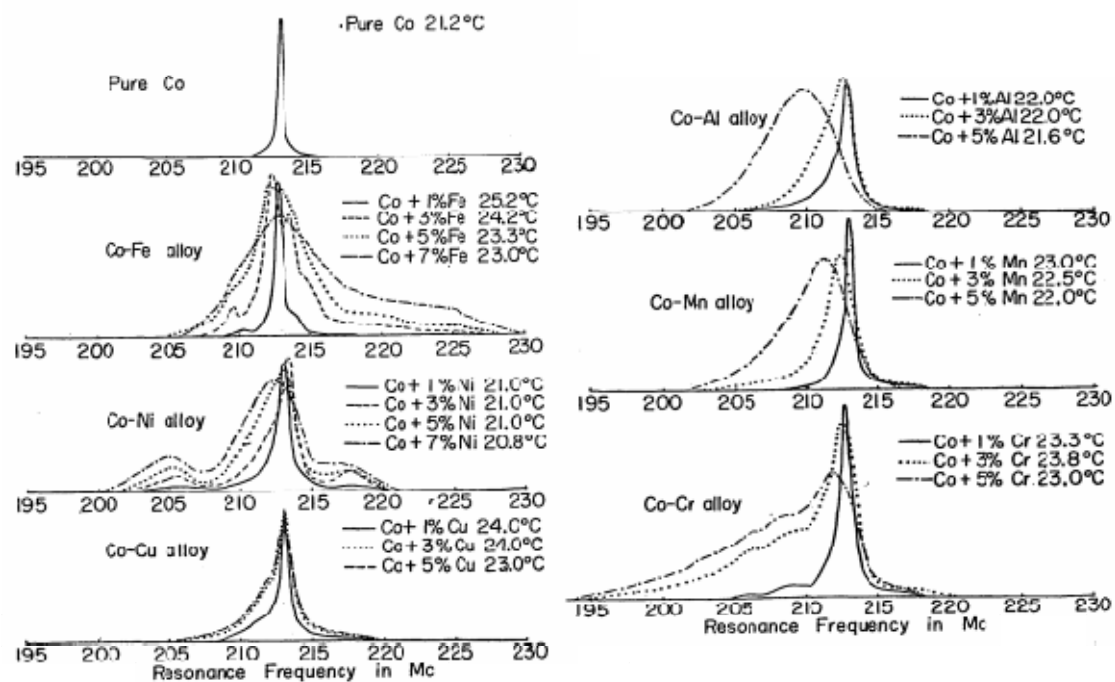 Pure Co 21.2°C
Pure Co
195 200 205 210 215 220 225 230
Co + 1%Fe 25.2°C
Co + 3%Fe 24.2°C
Co + 5%Fe 23.3°C
Co + 7%Fe 23.0°C
Co-Fe alloy
195 200 205 210 215 220 225 230
Co + 1% Ni 21.0°C
Co + 3% Ni 21.0°C
Co + 5% Ni 21.0°C
Co + 7% Ni 20.8°C
Co-Ni alloy
195 200 205 210 215 220 225 230
Co + 1% Cu 24.0°C
Co + 3% Cu 24.0°C
Co + 5% Cu 23.0°C
Co-Cu alloy
195 200 205 210 215 220 225 230
Resonance Frequency in Mc
Co + 1%Al 22.0°C
Co + 3%Al 22.0°C
Co + 5% Al 21.6°C
Co-Al alloy
195 200 205 210 215 220 225 230
Co + 1% Mn 23.0°C
Co + 3% Mn 22.5°C
Co + 5% Mn 22.0°C
Co-Mn alloy
195 200 205 210 215 220 225 230
Co + 1% Cr 23.3°C
Co + 3% Cr 23.8°C
Co + 5% Cr 23.0°C
Co-Cr alloy
195 200 205 210 215 220 225 230
Resonance Frequency in Mc